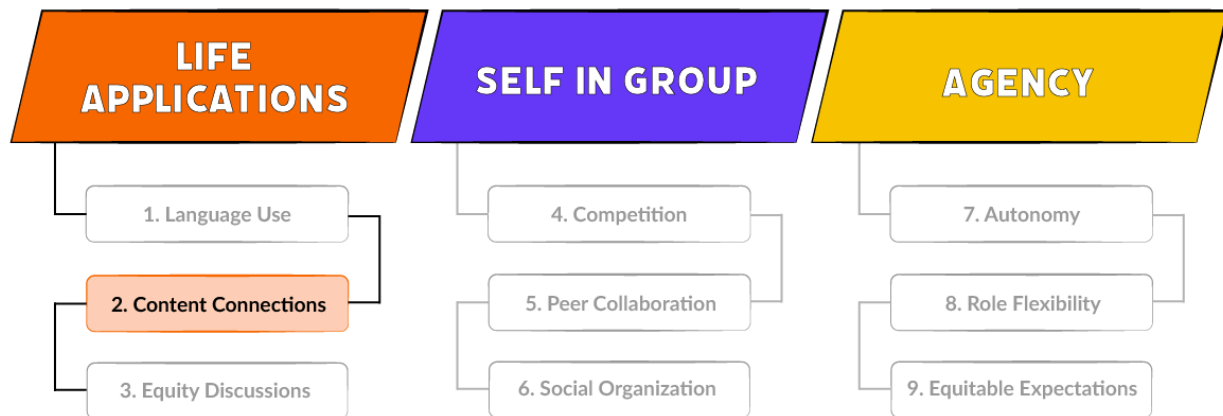 LIFE
APPLICATIONS
1. Language Use
2. Content Connections
3. Equity Discussions
SELF IN GROUP
4. Competition
5. Peer Collaboration
6. Social Organization
AGENCY
7. Autonomy
8. Role Flexibility
9. Equitable Expectations